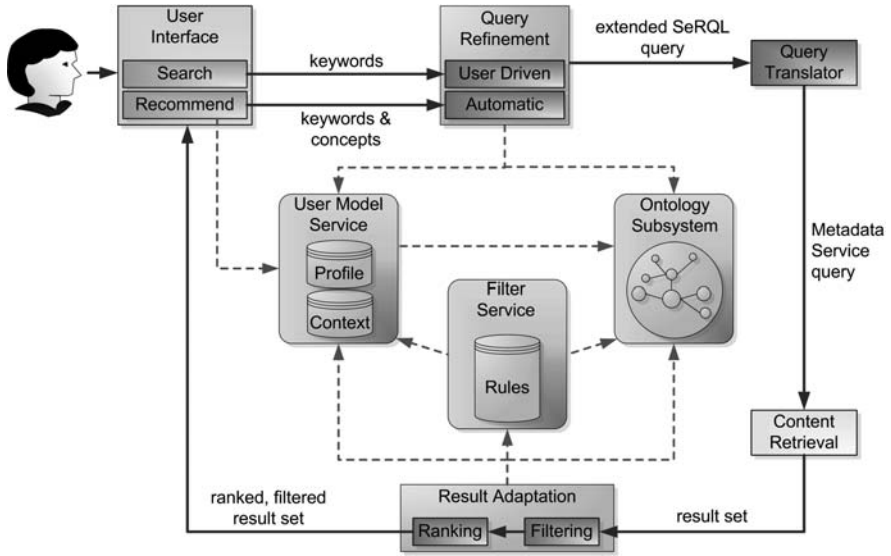 User
Interface
Search
Recommend
keywords
keywords &
concepts
Query
Refinement
User Driven
Automatic
extended SeRQL
query
Query
Translator
User Model
Service
Profile
Context
Ontology
Subsystem
Filter
Service
Rules
Metadata
Service
query
Content
Retrieval
ranked, filtered
result set
Result Adaptation
Ranking
Filtering
result set